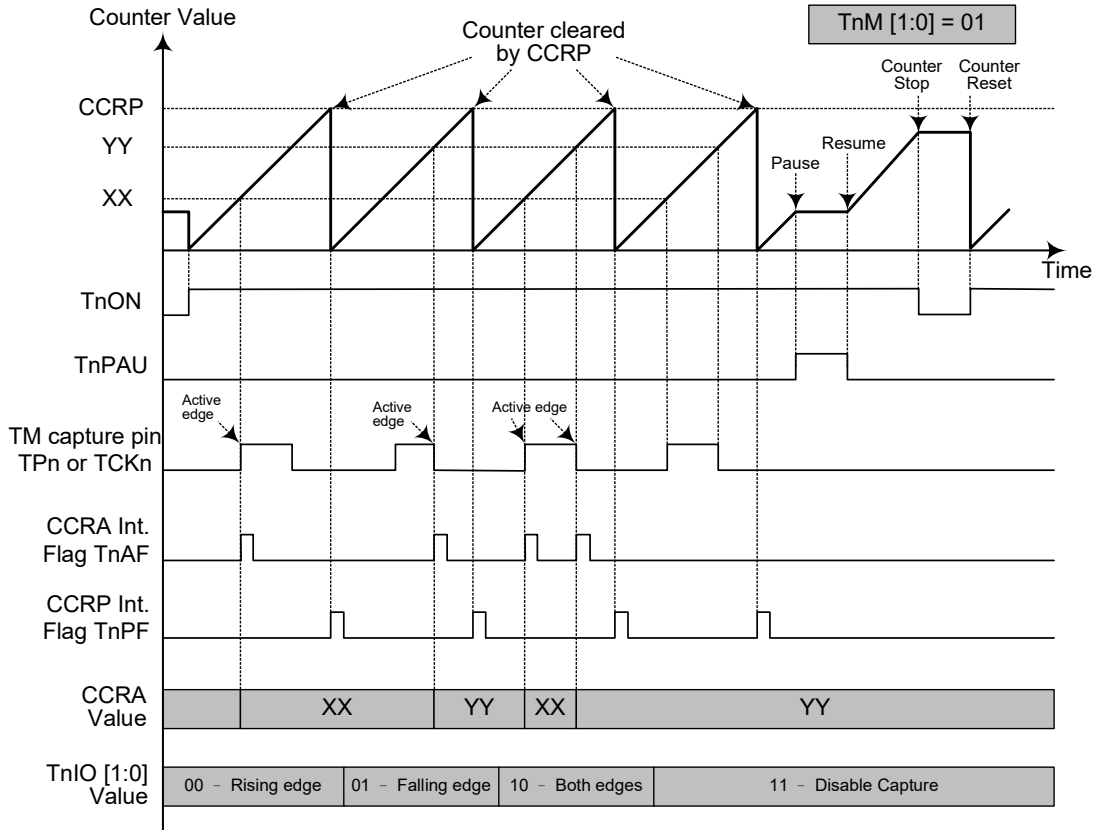 Counter Value
TnM [1:0] = 01
Counter cleared
by CCRP
Counter
Stop
Counter
Reset
CCRP
YY
XX
Pause
Resume
Time
TnON
TnPAU
Active
edge
Active
edge
Active edge
TM capture pin
TPn or TCKn
CCRA Int.
Flag TnAF
CCRP Int.
Flag TnPF
CCRA
Value
XX
YY
XX
YY
TnIO [1:0]
Value
00 – Rising edge
01 – Falling edge
10 – Both edges
11 – Disable Capture